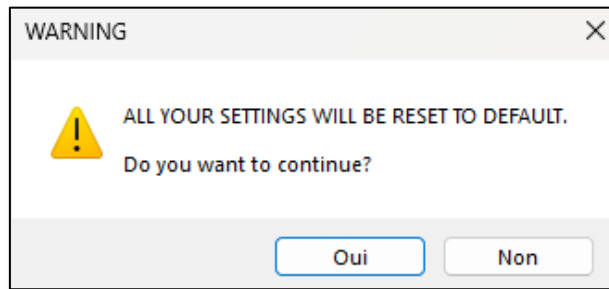 WARNING
ALL YOUR SETTINGS WILL BE RESET TO DEFAULT.
Do you want to continue?
Oui Non